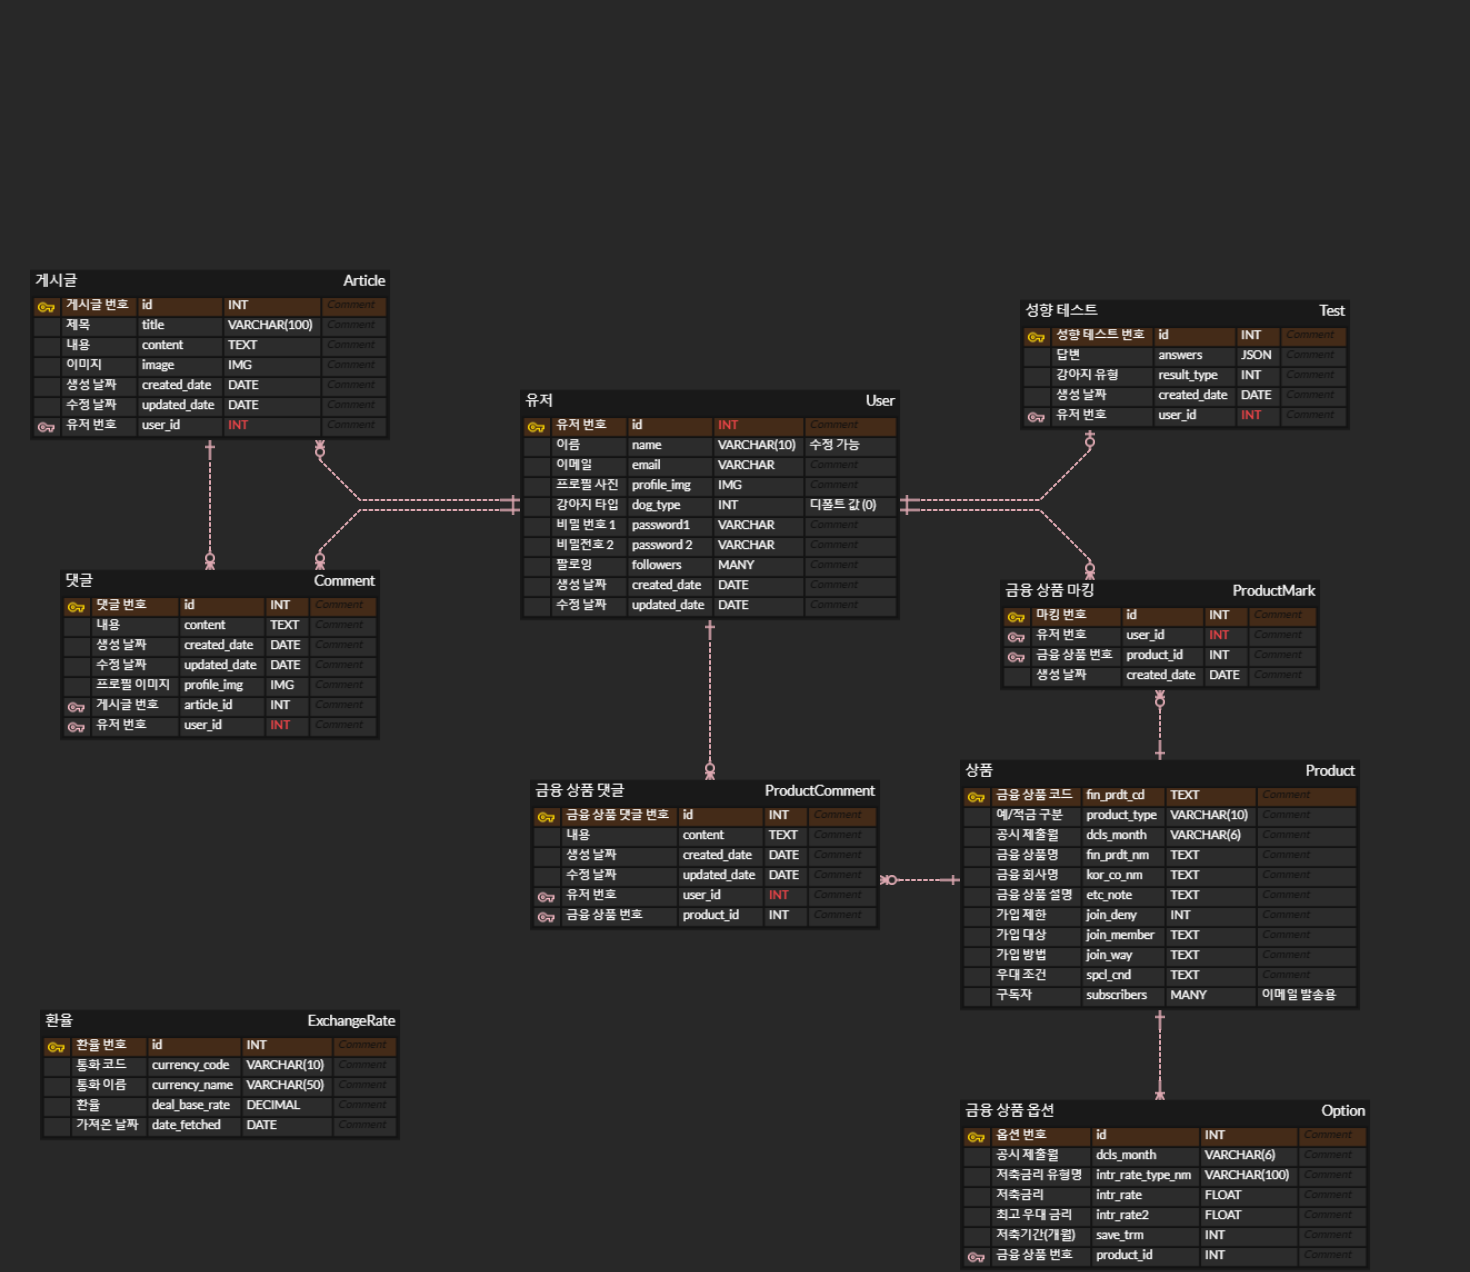 게시글 Article
게시글 번호 id INT Comment
제목 title VARCHAR(100) Comment
내용 content TEXT Comment
이미지 image IMG Comment
생성 날짜 created_date DATE Comment
수정 날짜 updated_date DATE Comment
유저 번호 user_id INT Comment
성향 테스트 Test
성향 테스트 번호 id INT Comment
답변 answers JSON Comment
강아지 유형 result_type INT Comment
생성 날짜 created_date DATE Comment
유저 번호 user_id INT Comment
유저 User
유저 번호 id INT Comment
이름 name VARCHAR(10) 수정 가능
이메일 email VARCHAR Comment
프로필 사진 profile_img IMG Comment
강아지 타입 dog_type INT 디폴트 값 (0)
비밀 번호 1 password1 VARCHAR Comment
비밀전호 2 password 2 VARCHAR Comment
팔로잉 followers MANY Comment
생성 날짜 created_date DATE Comment
수정 날짜 updated_date DATE Comment
댓글 Comment
댓글 번호 id INT Comment
내용 content TEXT Comment
생성 날짜 created_date DATE Comment
수정 날짜 updated_date DATE Comment
프로필 이미지 profile_img IMG Comment
게시글 번호 article_id INT Comment
유저 번호 user_id INT Comment
금융 상품 마킹 ProductMark
마킹 번호 id INT Comment
유저 번호 user_id INT Comment
금융 상품 번호 product_id INT Comment
생성 날짜 created_date DATE Comment
금융 상품 댓글 ProductComment
금융 상품 댓글 번호 id INT Comment
내용 content TEXT Comment
생성 날짜 created_date DATE Comment
수정 날짜 updated_date DATE Comment
유저 번호 user_id INT Comment
금융 상품 번호 product_id INT Comment
상품 Product
금융 상품 코드 fin_prdt_cd TEXT Comment
예/적금 구분 product_type VARCHAR(10) Comment
공시 제출월 dcls_month VARCHAR(6) Comment
금융 상품명 fin_prdt_nm TEXT Comment
금융 회사명 kor_co_nm TEXT Comment
금융 상품 설명 etc_note TEXT Comment
가입 제한 join_deny INT Comment
가입 대상 join_member TEXT Comment
가입 방법 join_way TEXT Comment
우대 조건 spcl_cnd TEXT Comment
구독자 subscribers MANY 이메일 발송용
환율 ExchangeRate
환율 번호 id INT Comment
통화 코드 currency_code VARCHAR(10) Comment
통화 이름 currency_name VARCHAR(50) Comment
환율 deal_base_rate DECIMAL Comment
가져온 날짜 date_fetched DATE Comment
금융 상품 옵션 Option
옵션 번호 id INT Comment
공시 제출월 dcls_month VARCHAR(6) Comment
저축금리 유형명 intr_rate_type_nm VARCHAR(100) Comment
저축금리 intr_rate FLOAT Comment
최고 우대 금리 intr_rate2 FLOAT Comment
저축기간(개월) save_trm INT Comment
금융 상품 번호 product_id INT Comment